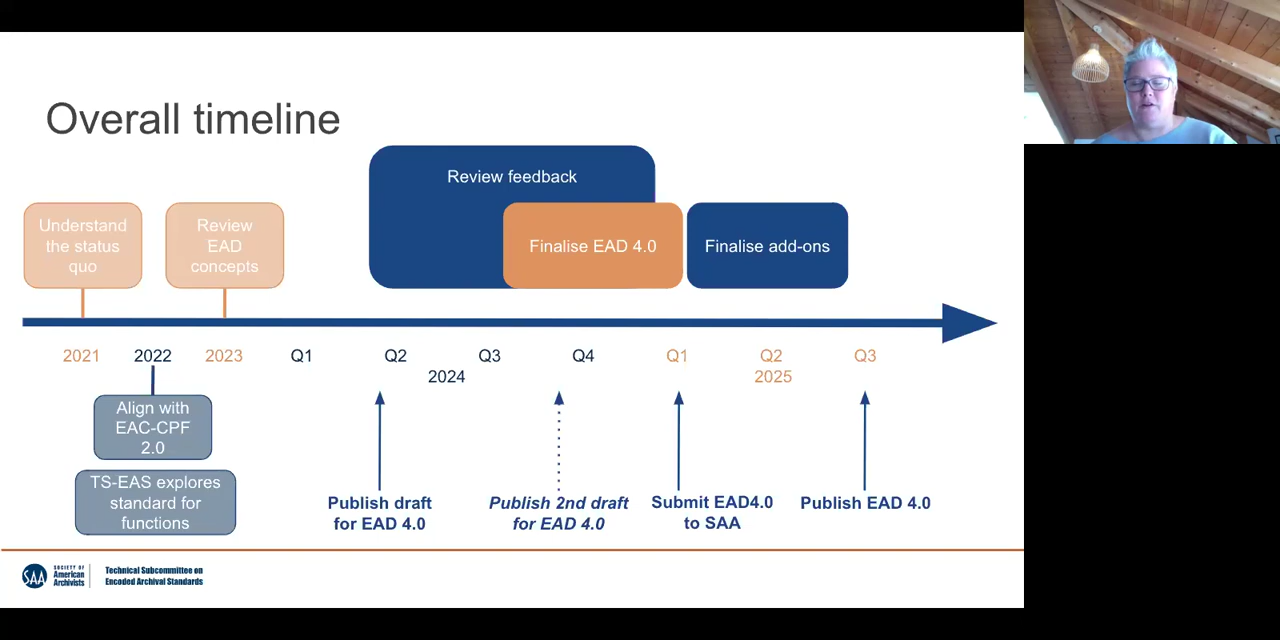 Overall timeline
Review feedback
Understand
the status
quo
Review
EAD
concepts
Finalise EAD 4.0
Finalise add-ons
2021
2022
2023
Q1
Q2
Q3
Q4
Q1
Q2
Q3
2024
2025
Align with
EAC-CPF
2.0
TS-EAS explores
standard for
functions
Publish draft
for EAD 4.0
Publish 2nd draft
for EAD 4.0
Submit EAD4.0
to SAA
Publish EAD 4.0
SAA
SOCIETY OF
American
Archivists
Technical Subcommittee on
Encoded Archival Standards